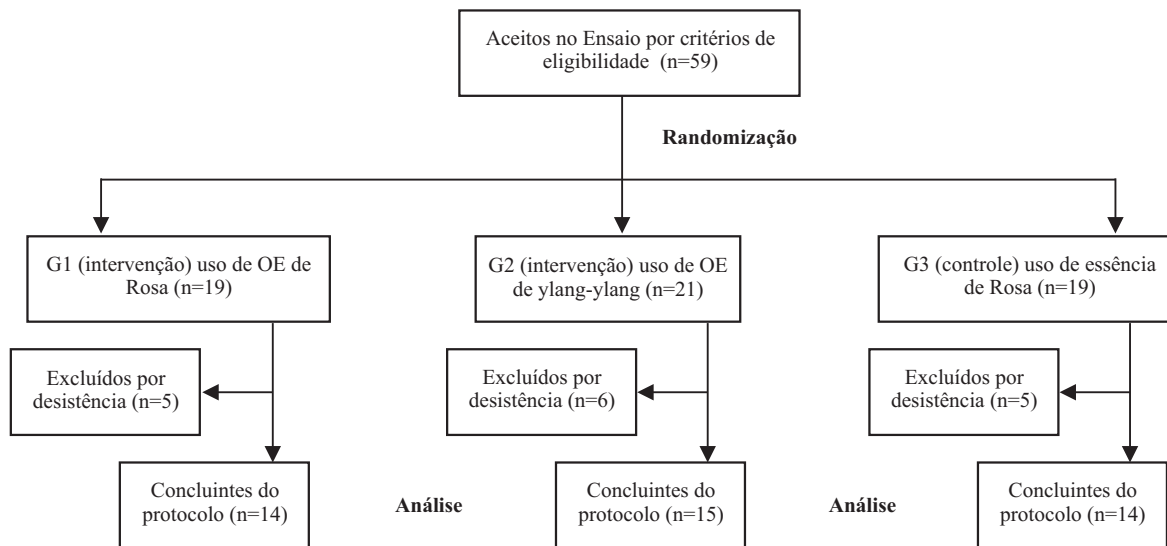 Aceitos no Ensaio por critérios de
eligibilidade (n=59)
Randomização
G1 (intervenção) uso de OE de
Rosa (n=19)
G2 (intervenção) uso de OE
de ylang-ylang (n=21)
G3 (controle) uso de essência
de Rosa (n=19)
Excluídos por
desistência (n=5)
Excluídos por
desistência (n=6)
Excluídos por
desistência (n=5)
Concluintes do
protocolo (n=14)
Análise
Concluintes do
protocolo (n=15)
Análise
Concluintes do
protocolo (n=14)